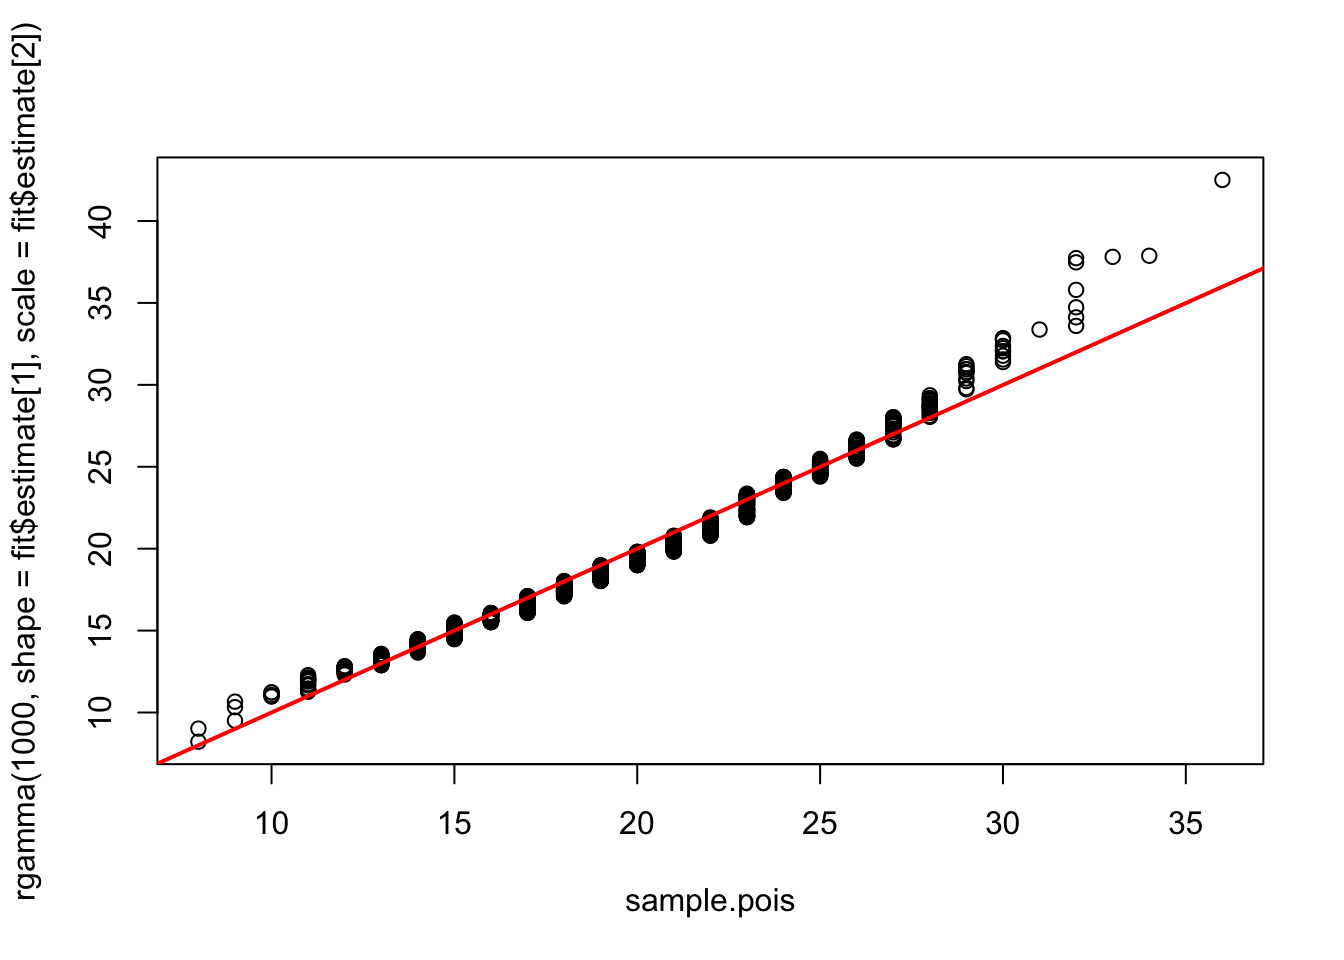 rgamma(1000, shape = fit$estimate[1], scale = fit$estimate[2])
40
35
30
25
20
15
10
10 15 20 25 30 35
sample.pois